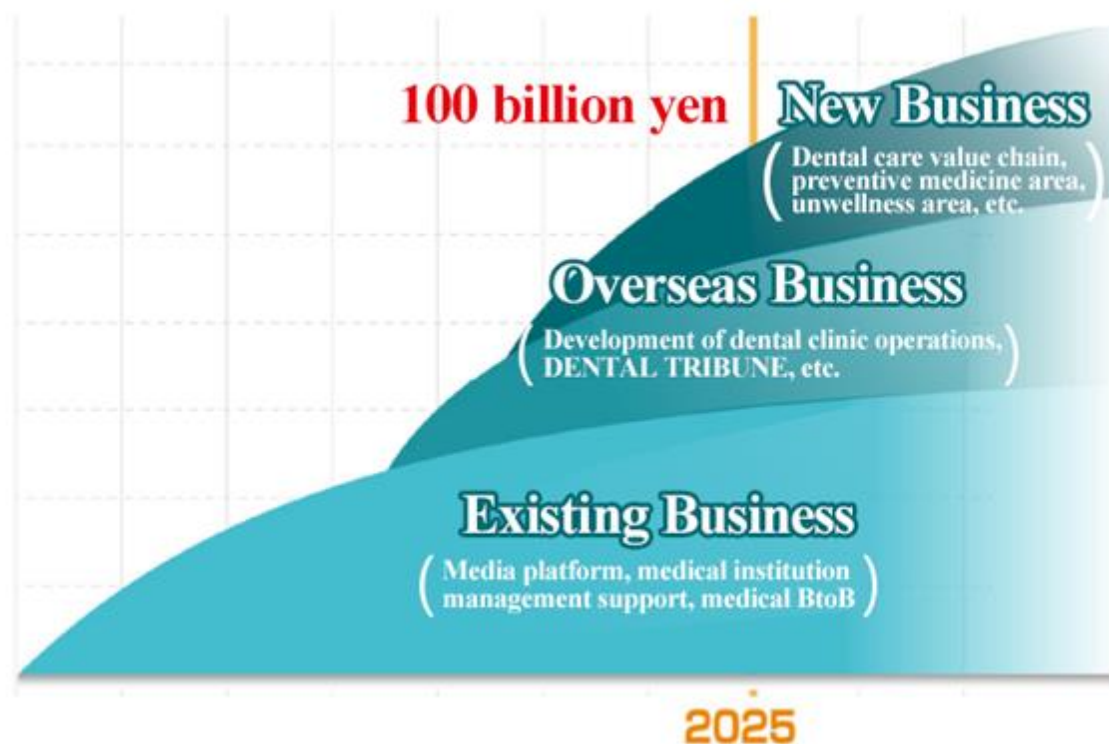 100 billion yen
New Business
(Dental care value chain,
preventive medicine area,
unwellness area, etc.)
Overseas Business
(Development of dental clinic operations,
DENTAL TRIBUNE, etc.)
Existing Business
(Media platform, medical institution
management support, medical BtoB)
2025